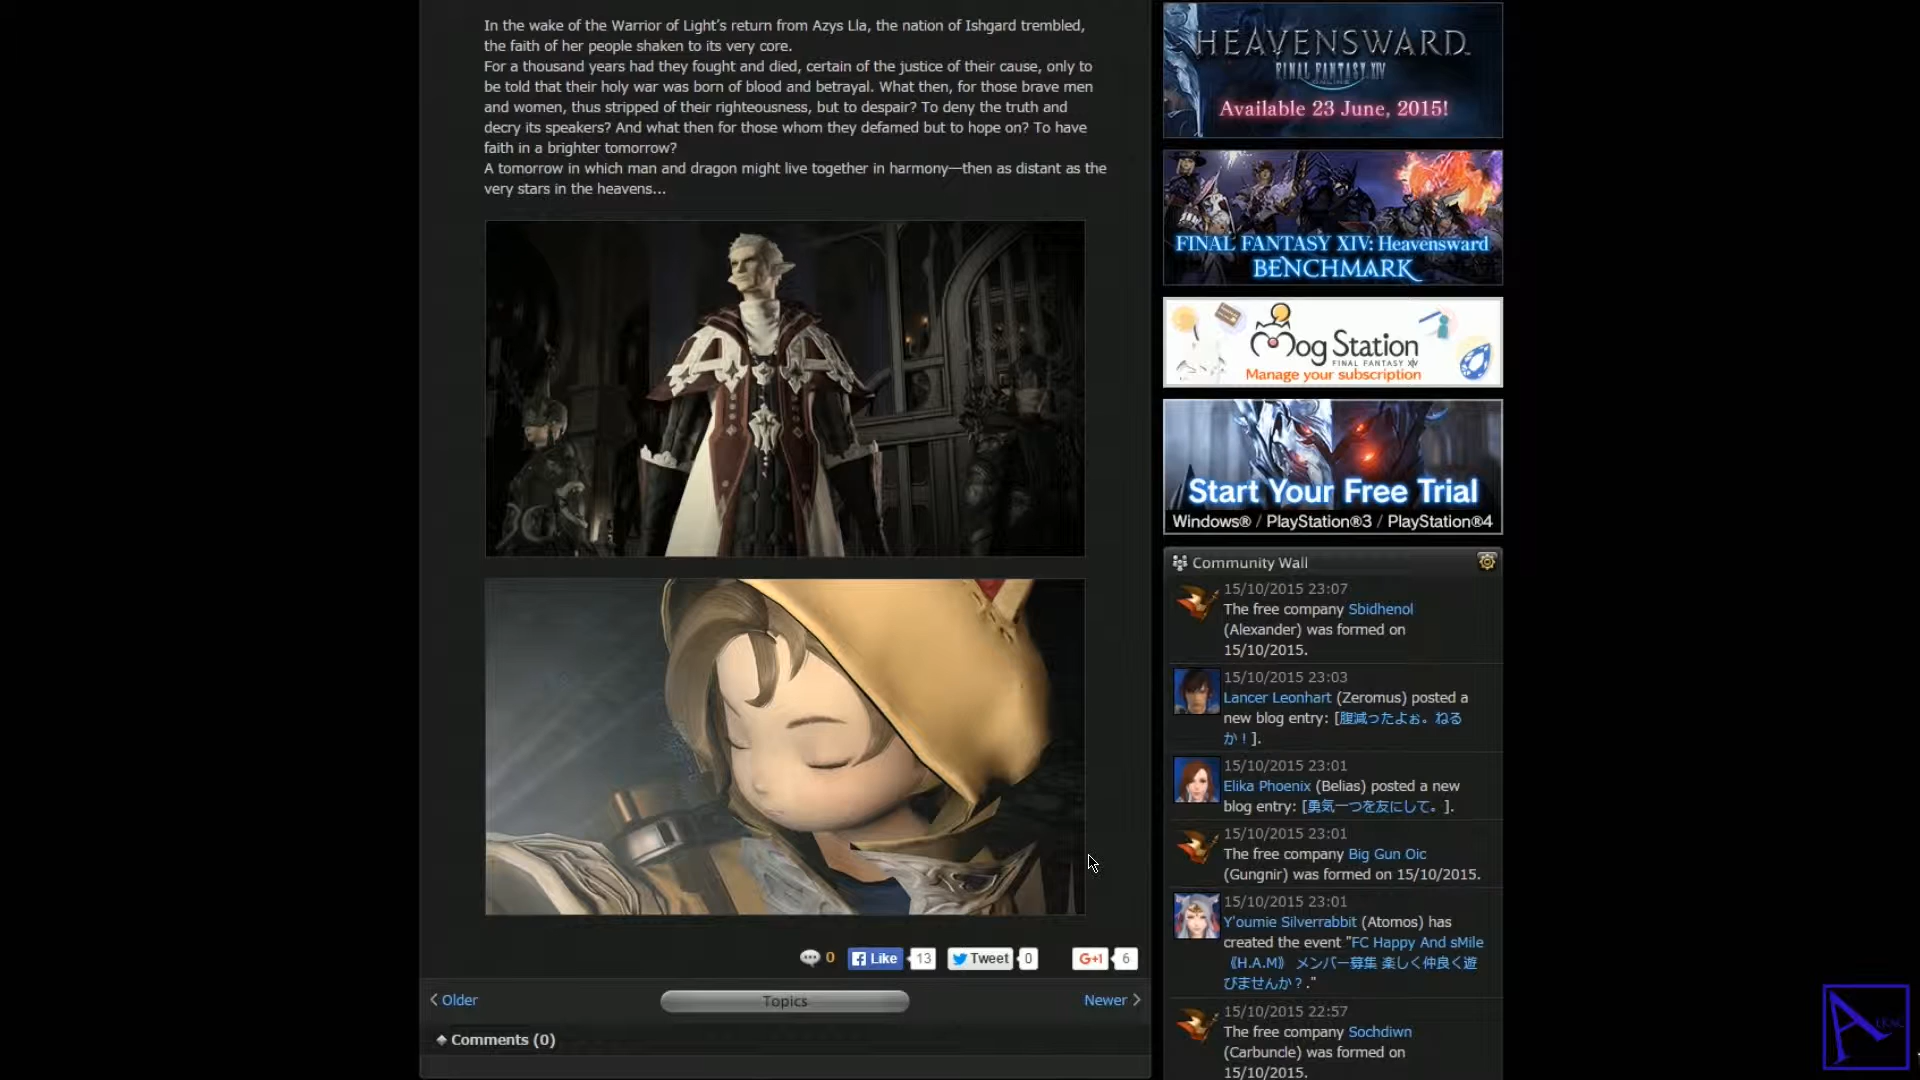 In the wake of the Warrior of Light's return from Azys Lla, the nation of Ishgard trembled,
the faith of her people shaken to its very core.
For a thousand years had they fought and died, certain of the justice of their cause, only to
be told that their holy war was born of blood and betrayal. What then, for those brave men
and women, thus stripped of their righteousness, but to despair? To deny the truth and
decry its speakers? And what then for those whom they defamed but to hope on? To have
faith in a brighter tomorrow?
A tomorrow in which man and dragon might live together in harmony—then as distant as the
very stars in the heavens...
0
Like
13
Tweet
0
G+1
6
Older
Topics
Newer
Comments (0)
HEAVENSWARD
FINAL FANTASY XIV
ONLINE
Available 23 June, 2015!
FINAL FANTASY XIV: Heavensward
BENCHMARK
Mog Station
FINAL FANTASY XIV
Manage your subscription
Start Your Free Trial
Windows® / PlayStation®3 / PlayStation®4
Community Wall
15/10/2015 23:07
The free company Sbidhenol
(Alexander) was formed on
15/10/2015.
15/10/2015 23:03
Lancer Leonhart (Zeromus) posted a
new blog entry: [腹減ったよぉ。ねる
か！].
15/10/2015 23:01
Elika Phoenix (Belias) posted a new
blog entry: [勇気一つを友にして。].
15/10/2015 23:01
The free company Big Gun Oic
(Gungnir) was formed on 15/10/2015.
15/10/2015 23:01
Y'oumie Silverrabbit (Atomos) has
created the event "FC Happy And sMile
《H.A.M》 メンバー募集 楽しく仲良く遊
びませんか？."
15/10/2015 22:57
The free company Sochdiwn
(Carbuncle) was formed on
15/10/2015.